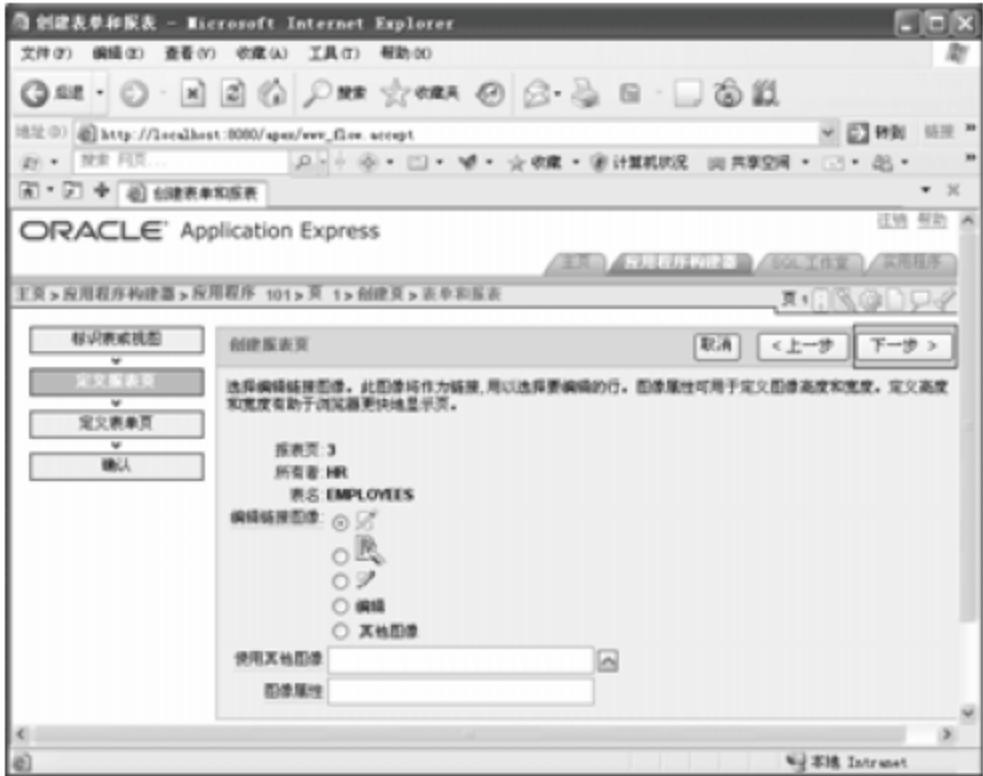 创建表单和报表 - Microsoft Internet Explorer
文件(F) 编辑(E) 查看(V) 收藏(A) 工具(T) 帮助(H)
后退 搜索 收藏夹
地址(D) http://localhost:8080/apex/wwv_flow.accept 转到 链接
搜索 网页... 收藏 计算机状况 共享空间
创建表单和报表
ORACLE Application Express
注销 帮助
主页 应用程序构建器 SQL 工作室 实用程序
主页 > 应用程序构建器 > 应用程序 101 > 页 1 > 创建页 > 表单和报表
页 1
标识表或视图
定义报表页
定义表单页
确认
创建报表页
取消 < 上一步 下一步 >
选择编辑链接图像。此图像将作为链接,用以选择要编辑的行。图像属性可用于定义图像高度和宽度。定义高度
和宽度有助于浏览器更快地显示页。
报表页: 3
所有者: HR
表名: EMPLOYEES
编辑链接图像:
编辑
其他图像
使用其他图像
图像属性
本地 Intranet